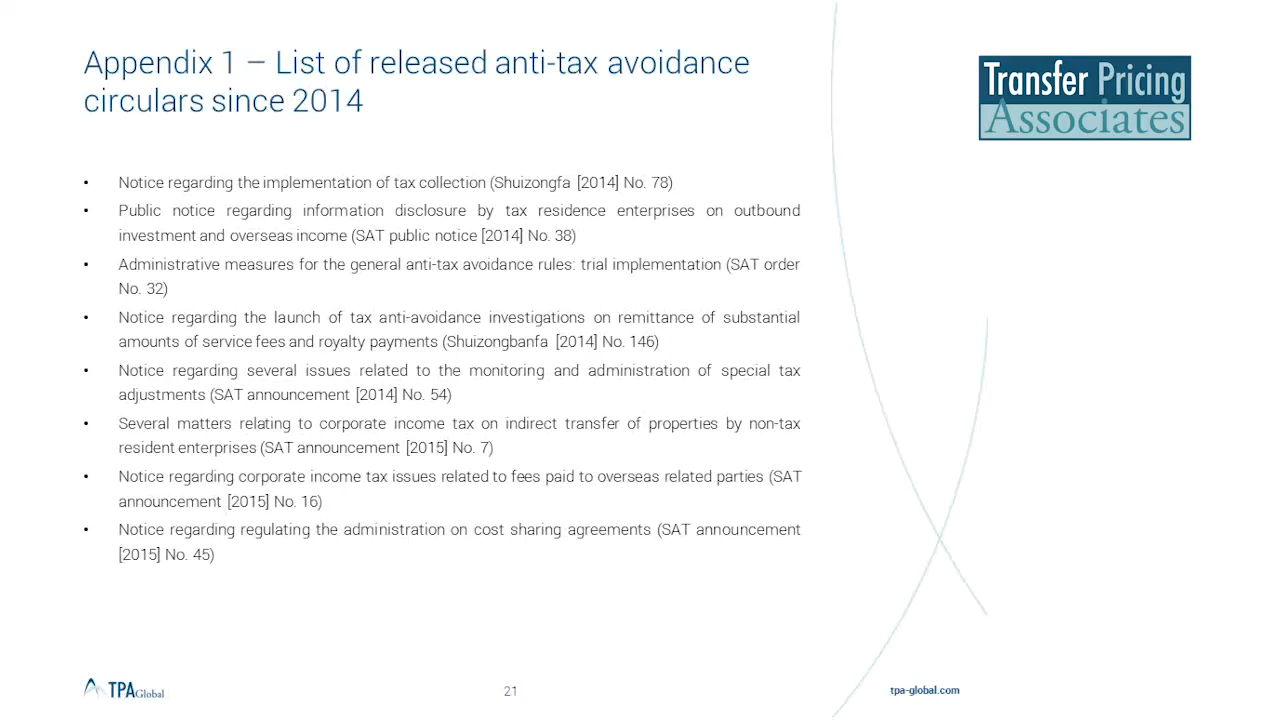 Appendix 1 – List of released anti-tax avoidance
circulars since 2014
Transfer Pricing
Associates
• Notice regarding the implementation of tax collection (Shuizongfa [2014] No. 78)
• Public notice regarding information disclosure by tax residence enterprises on outbound
investment and overseas income (SAT public notice [2014] No. 38)
• Administrative measures for the general anti-tax avoidance rules: trial implementation (SAT order
No. 32)
• Notice regarding the launch of tax anti-avoidance investigations on remittance of substantial
amounts of service fees and royalty payments (Shuizongbanfa [2014] No. 146)
• Notice regarding several issues related to the monitoring and administration of special tax
adjustments (SAT announcement [2014] No. 54)
• Several matters relating to corporate income tax on indirect transfer of properties by non-tax
resident enterprises (SAT announcement [2015] No. 7)
• Notice regarding corporate income tax issues related to fees paid to overseas related parties (SAT
announcement [2015] No. 16)
• Notice regarding regulating the administration on cost sharing agreements (SAT announcement
[2015] No. 45)
TPA Global
21
tpa-global.com